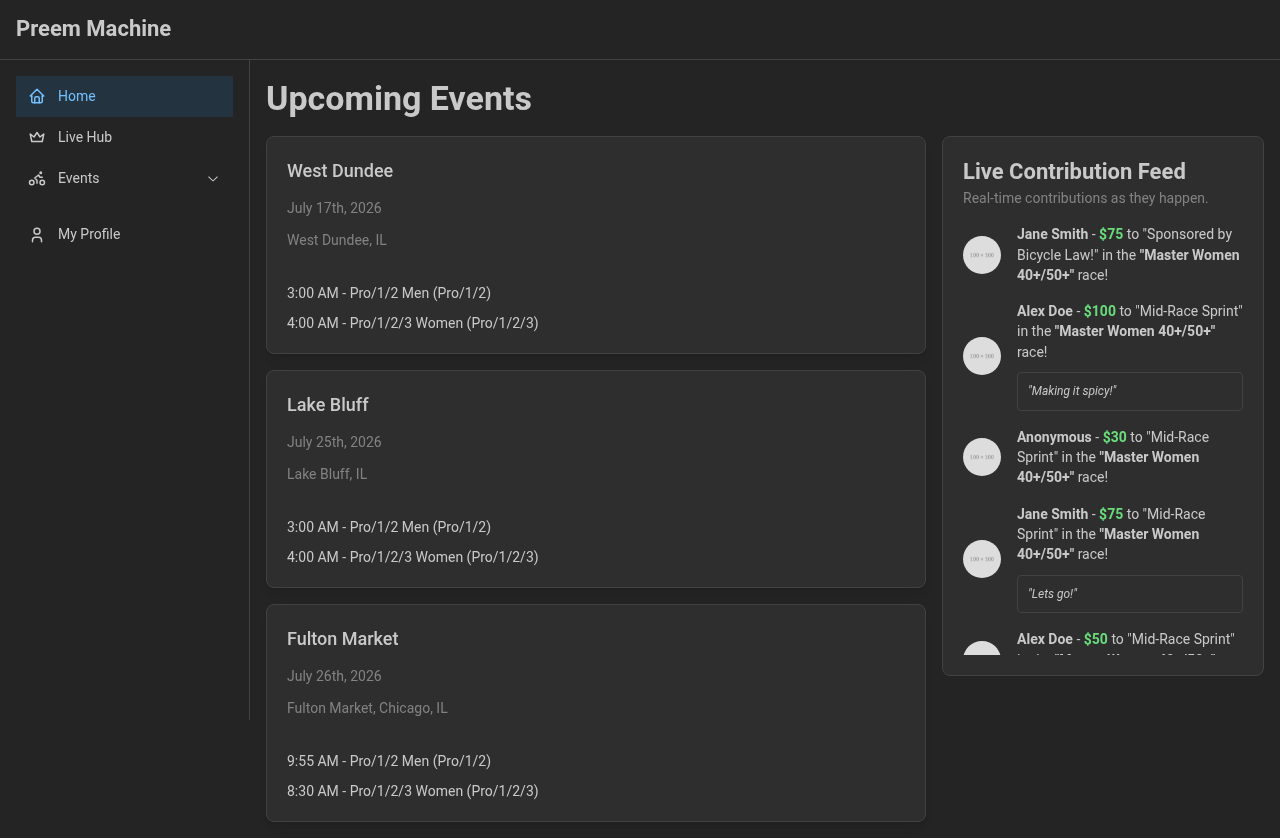 Preem Machine
Home
Live Hub
Events
My Profile
Upcoming Events
West Dundee
July 17th, 2026
West Dundee, IL
3:00 AM - Pro/1/2 Men (Pro/1/2)
4:00 AM - Pro/1/2/3 Women (Pro/1/2/3)
Lake Bluff
July 25th, 2026
Lake Bluff, IL
3:00 AM - Pro/1/2 Men (Pro/1/2)
4:00 AM - Pro/1/2/3 Women (Pro/1/2/3)
Fulton Market
July 26th, 2026
Fulton Market, Chicago, IL
9:55 AM - Pro/1/2 Men (Pro/1/2)
8:30 AM - Pro/1/2/3 Women (Pro/1/2/3)
Live Contribution Feed
Real-time contributions as they happen.
100 × 100
Jane Smith - $75 to "Sponsored by
Bicycle Law!" in the "Master Women
40+/50+" race!
100 × 100
Alex Doe - $100 to "Mid-Race Sprint"
in the "Master Women 40+/50+"
race!
"Making it spicy!"
100 × 100
Anonymous - $30 to "Mid-Race
Sprint" in the "Master Women
40+/50+" race!
100 × 100
Jane Smith - $75 to "Mid-Race
Sprint" in the "Master Women
40+/50+" race!
"Lets go!"
Alex Doe - $50 to "Mid-Race Sprint"